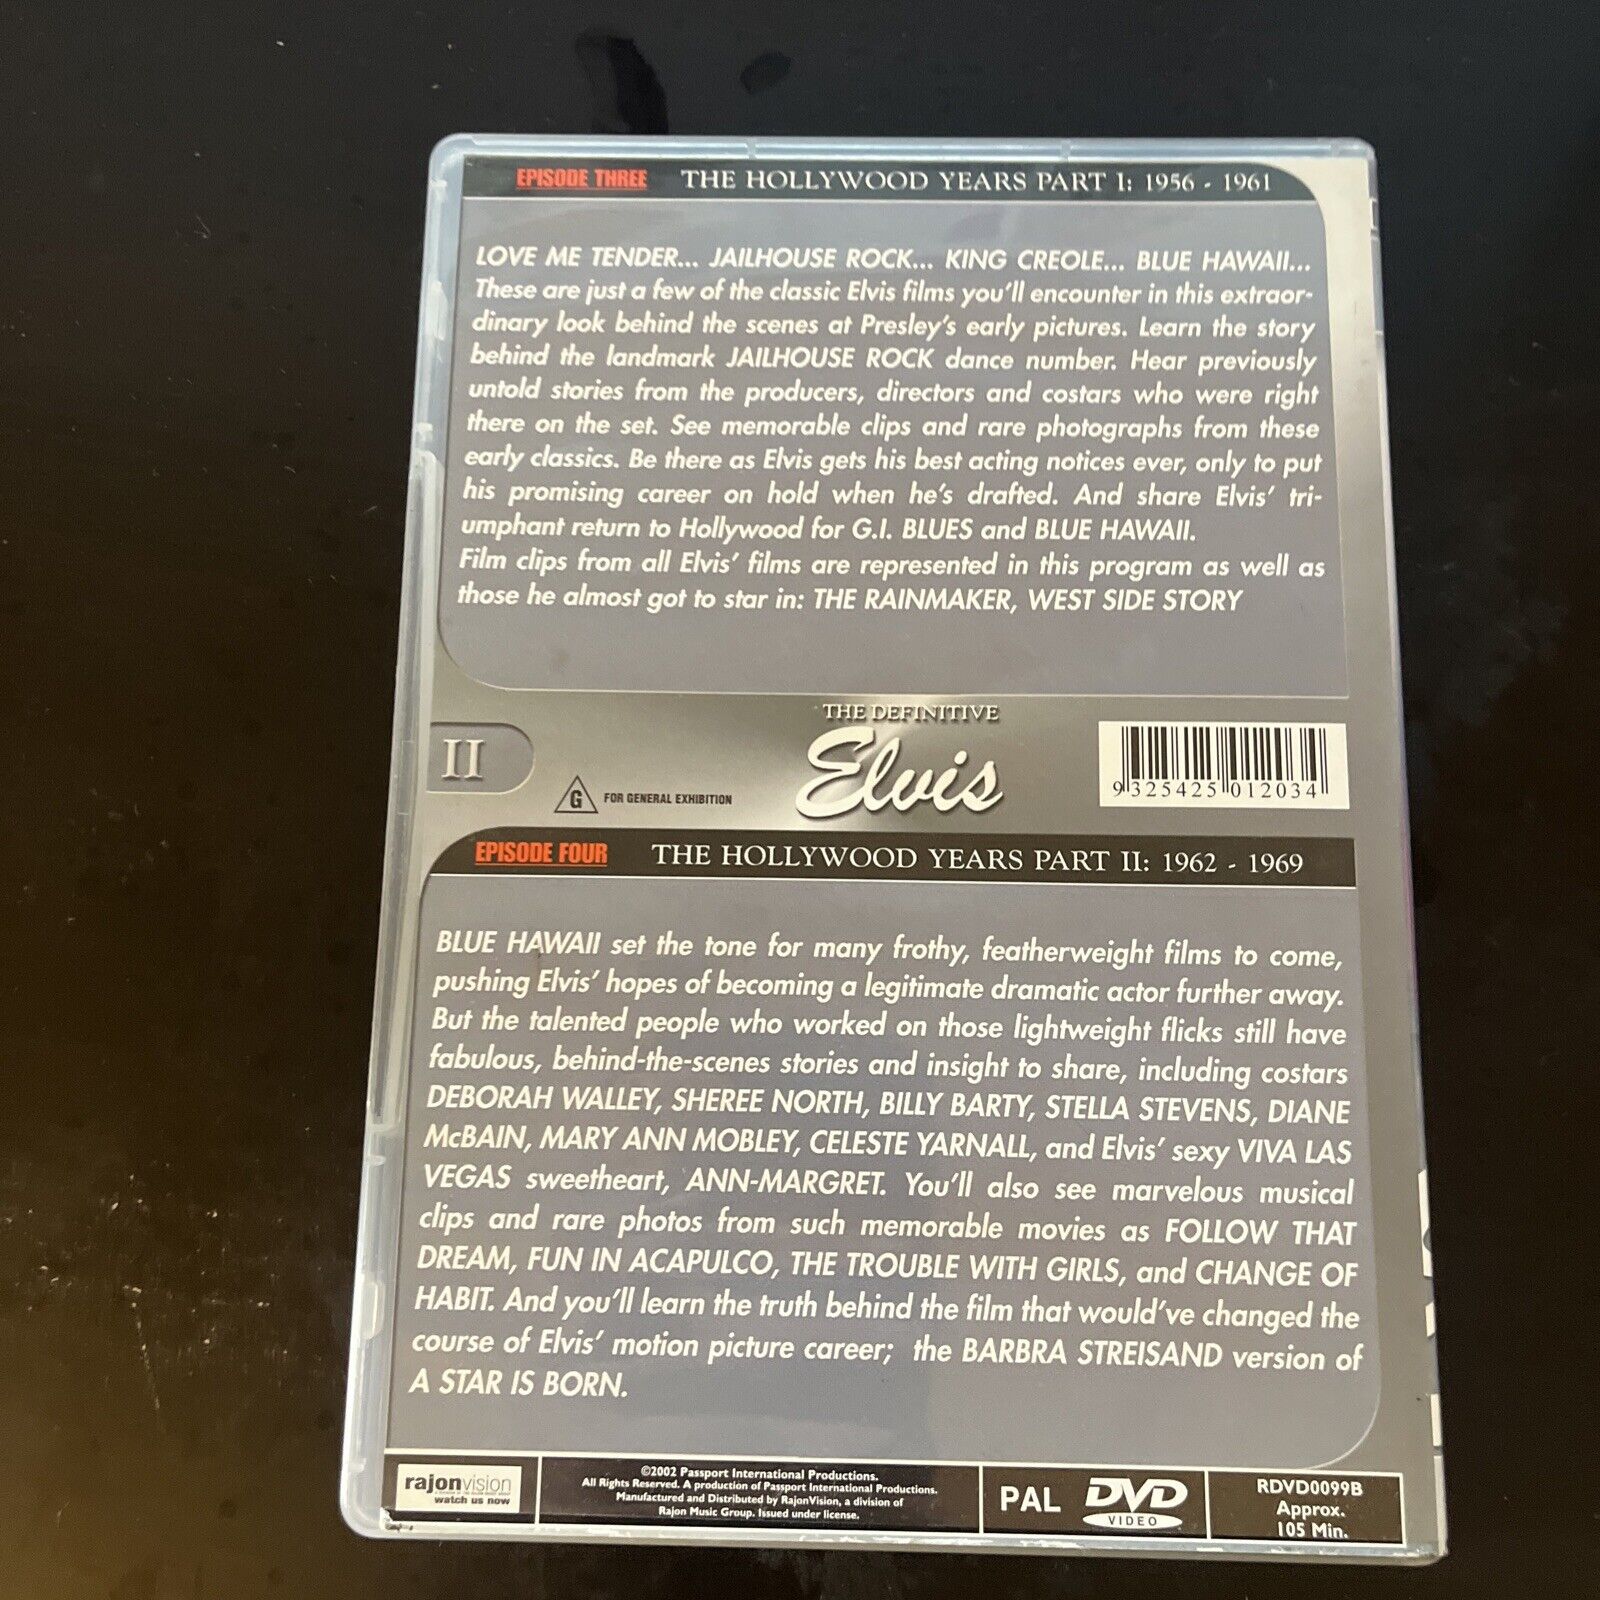 EPISODE THREE THE HOLLYWOOD YEARS PART I: 1956 - 1961
LOVE ME TENDER... JAILHOUSE ROCK... KING CREOLE... BLUE HAWAII...
These are just a few of the classic Elvis films you'll encounter in this extraor-
dinary look behind the scenes at Presley's early pictures. Learn the story
behind the landmark JAILHOUSE ROCK dance number. Hear previously
untold stories from the producers, directors and costars who were right
there on the set. See memorable clips and rare photographs from these
early classics. Be there as Elvis gets his best acting notices ever, only to put
his promising career on hold when he's drafted. And share Elvis' tri-
umphant return to Hollywood for G.I. BLUES and BLUE HAWAII.
Film clips from all Elvis' films are represented in this program as well as
those he almost got to star in: THE RAINMAKER, WEST SIDE STORY
II
G FOR GENERAL EXHIBITION
THE DEFINITIVE
Elvis
9 325425 012034
EPISODE FOUR THE HOLLYWOOD YEARS PART II: 1962 - 1969
BLUE HAWAII set the tone for many frothy, featherweight films to come,
pushing Elvis' hopes of becoming a legitimate dramatic actor further away.
But the talented people who worked on those lightweight flicks still have
fabulous, behind-the-scenes stories and insight to share, including costars
DEBORAH WALLEY, SHEREE NORTH, BILLY BARTY, STELLA STEVENS, DIANE
McBAIN, MARY ANN MOBLEY, CELESTE YARNALL, and Elvis' sexy VIVA LAS
VEGAS sweetheart, ANN-MARGRET. You'll also see marvelous musical
clips and rare photos from such memorable movies as FOLLOW THAT
DREAM, FUN IN ACAPULCO, THE TROUBLE WITH GIRLS, and CHANGE OF
HABIT. And you'll learn the truth behind the film that would've changed the
course of Elvis' motion picture career; the BARBRA STREISAND version of
A STAR IS BORN.
rajonvision
watch us now
©2002 Passport International Productions.
All Rights Reserved. A production of Passport International Productions.
Manufactured and Distributed by RajonVision, a division of
Rajon Music Group. Issued under license.
PAL
DVD
VIDEO
RDVD0099B
Approx.
105 Min.